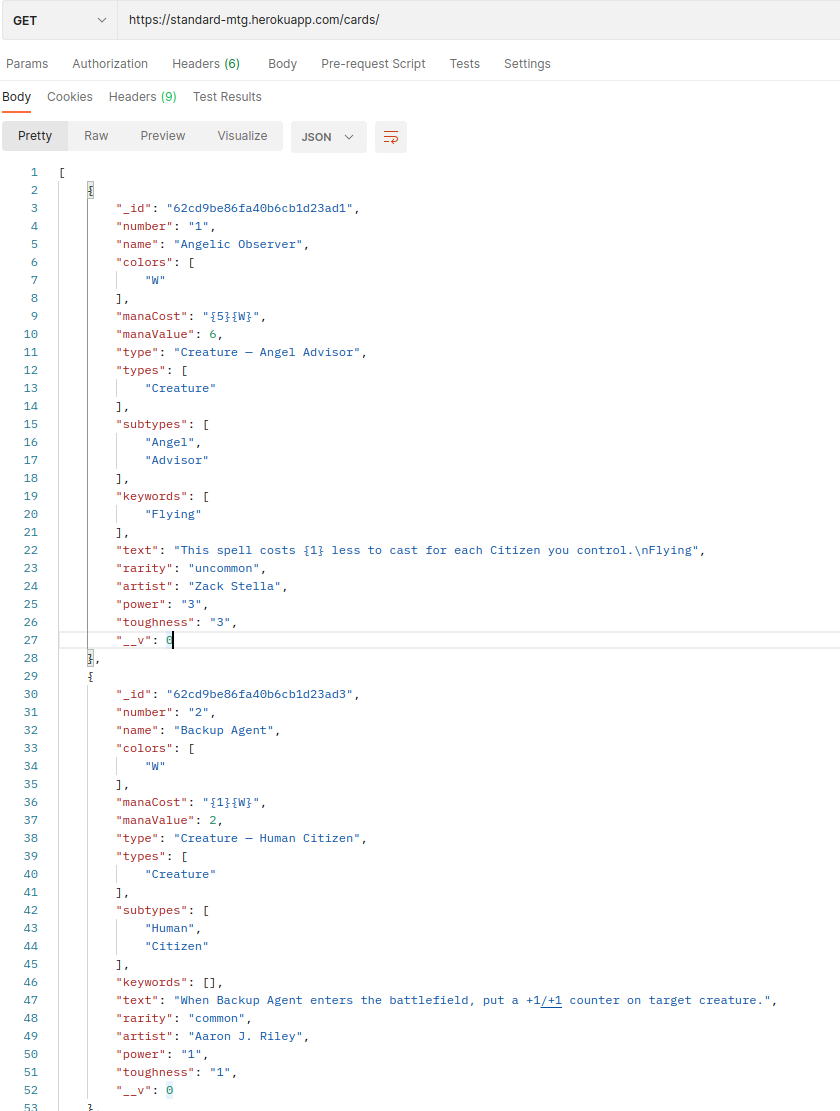 GET https://standard-mtg.herokuapp.com/cards/
Params Authorization Headers (6) Body Pre-request Script Tests Settings
Body Cookies Headers (9) Test Results
Pretty Raw Preview Visualize JSON
1 [
2 {
3 "_id": "62cd9be86fa40b6cb1d23ad1",
4 "number": "1",
5 "name": "Angelic Observer",
6 "colors": [
7 "W"
8 ],
9 "manaCost": "{5}{W}",
10 "manaValue": 6,
11 "type": "Creature — Angel Advisor",
12 "types": [
13 "Creature"
14 ],
15 "subtypes": [
16 "Angel",
17 "Advisor"
18 ],
19 "keywords": [
20 "Flying"
21 ],
22 "text": "This spell costs {1} less to cast for each Citizen you control.\nFlying",
23 "rarity": "uncommon",
24 "artist": "Zack Stella",
25 "power": "3",
26 "toughness": "3",
27 "__v": 0
28 },
29 {
30 "_id": "62cd9be86fa40b6cb1d23ad3",
31 "number": "2",
32 "name": "Backup Agent",
33 "colors": [
34 "W"
35 ],
36 "manaCost": "{1}{W}",
37 "manaValue": 2,
38 "type": "Creature — Human Citizen",
39 "types": [
40 "Creature"
41 ],
42 "subtypes": [
43 "Human",
44 "Citizen"
45 ],
46 "keywords": [],
47 "text": "When Backup Agent enters the battlefield, put a +1/+1 counter on target creature.",
48 "rarity": "common",
49 "artist": "Aaron J. Riley",
50 "power": "1",
51 "toughness": "1",
52 "__v": 0
53 },